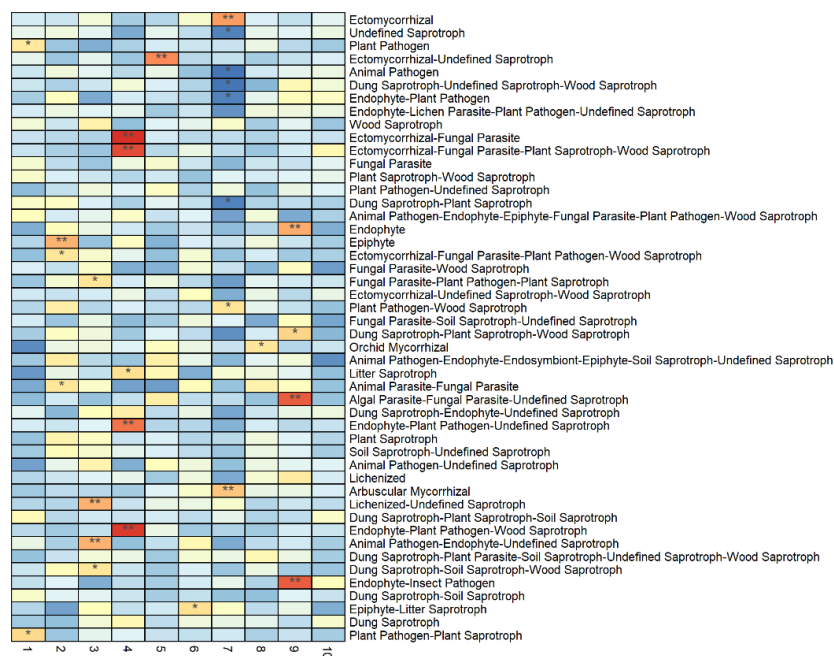 ** Ectomycorrhizal
* Undefined Saprotroph
* Plant Pathogen
** Ectomycorrhizal-Undefined Saprotroph
* Animal Pathogen
* Dung Saprotroph-Undefined Saprotroph-Wood Saprotroph
* Endophyte-Plant Pathogen
Endophyte-Lichen Parasite-Plant Pathogen-Undefined Saprotroph
Wood Saprotroph
** Ectomycorrhizal-Fungal Parasite
** Ectomycorrhizal-Fungal Parasite-Plant Saprotroph-Wood Saprotroph
Fungal Parasite
Plant Saprotroph-Wood Saprotroph
Plant Pathogen-Undefined Saprotroph
* Dung Saprotroph-Plant Saprotroph
Animal Pathogen-Endophyte-Epiphyte-Fungal Parasite-Plant Pathogen-Wood Saprotroph
** Endophyte
** Epiphyte
* Ectomycorrhizal-Fungal Parasite-Plant Pathogen-Wood Saprotroph
Fungal Parasite-Wood Saprotroph
* Fungal Parasite-Plant Pathogen-Plant Saprotroph
Ectomycorrhizal-Undefined Saprotroph-Wood Saprotroph
* Plant Pathogen-Wood Saprotroph
Fungal Parasite-Soil Saprotroph-Undefined Saprotroph
* Dung Saprotroph-Plant Saprotroph-Wood Saprotroph
* Orchid Mycorrhizal
Animal Pathogen-Endophyte-Endosymbiont-Epiphyte-Soil Saprotroph-Undefined Saprotroph
* Litter Saprotroph
* Animal Parasite-Fungal Parasite
** Algal Parasite-Fungal Parasite-Undefined Saprotroph
Dung Saprotroph-Endophyte-Undefined Saprotroph
** Endophyte-Plant Pathogen-Undefined Saprotroph
Plant Saprotroph
Soil Saprotroph-Undefined Saprotroph
Animal Pathogen-Undefined Saprotroph
Lichenized
** Arbuscular Mycorrhizal
** Lichenized-Undefined Saprotroph
Dung Saprotroph-Plant Saprotroph-Soil Saprotroph
** Endophyte-Plant Pathogen-Wood Saprotroph
** Animal Pathogen-Endophyte-Undefined Saprotroph
Dung Saprotroph-Plant Parasite-Soil Saprotroph-Undefined Saprotroph-Wood Saprotroph
* Dung Saprotroph-Soil Saprotroph-Wood Saprotroph
** Endophyte-Insect Pathogen
Dung Saprotroph-Soil Saprotroph
* Epiphyte-Litter Saprotroph
Dung Saprotroph
* Plant Pathogen-Plant Saprotroph
1 2 3 4 5 6 7 8 9 10